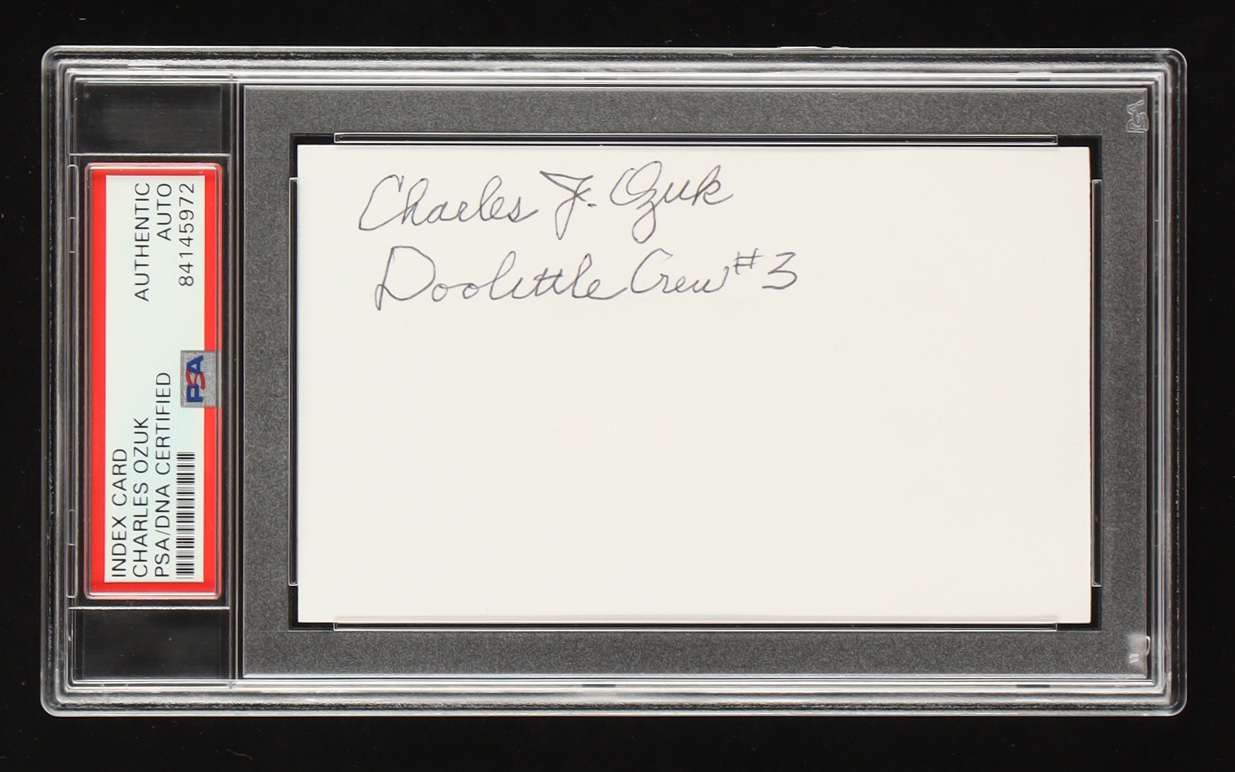 INDEX CARD
CHARLES OZUK
PSA/DNA CERTIFIED
AUTHENTIC
AUTO
84145972
PSA
Charles J. Ozuk
Doolittle Crew #3